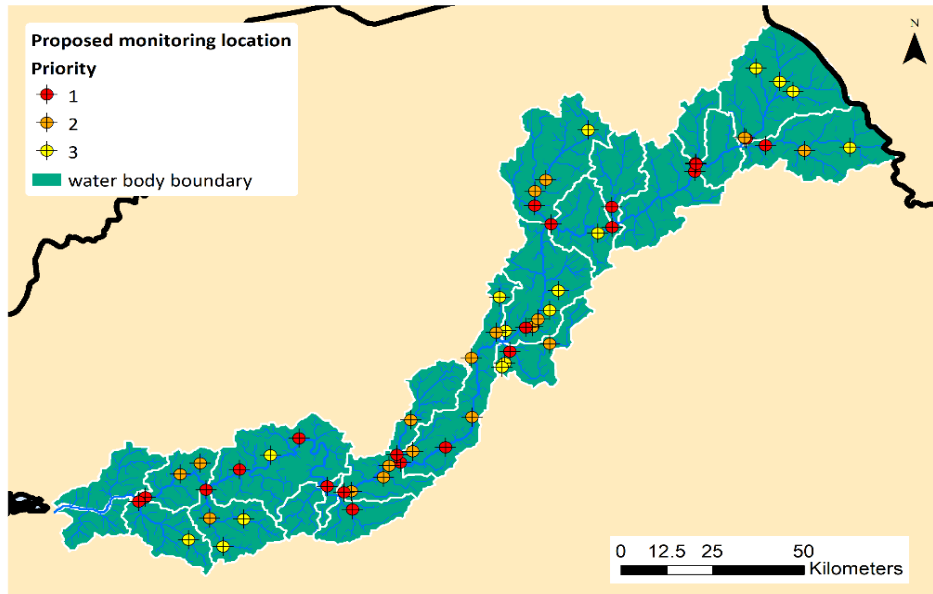 Proposed monitoring location
Priority
1
2
3
water body boundary
N
0 12.5 25 50
Kilometers